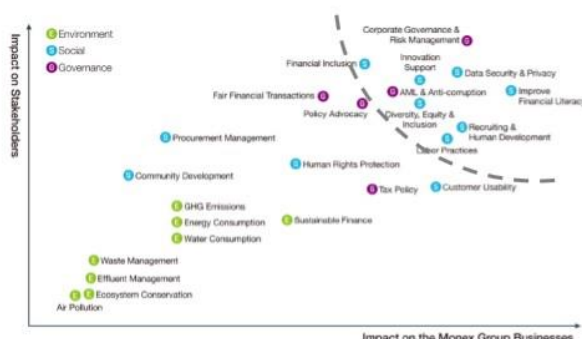 Impact on Stakeholders
E Environment
S Social
G Governance
Corporate Governance &
Risk Management G
Financial Inclusion S
Innovation
Support
S
S Data Security & Privacy
Fair Financial Transactions G
G
Policy Advocacy
G AML & Anti-corruption
S Improve
Financial Literac
S
Diversity, Equity &
Inclusion
S Recruiting &
Human Development
S
Labor Practices
S Procurement Management
S Human Rights Protection
S Community Development
G Tax Policy
S Customer Usability
E GHG Emissions
E Energy Consumption
E Sustainable Finance
E Water Consumption
E Waste Management
E Effluent Management
E E Ecosystem Conservation
Air Pollution
Impact on the Monex Group Businesses